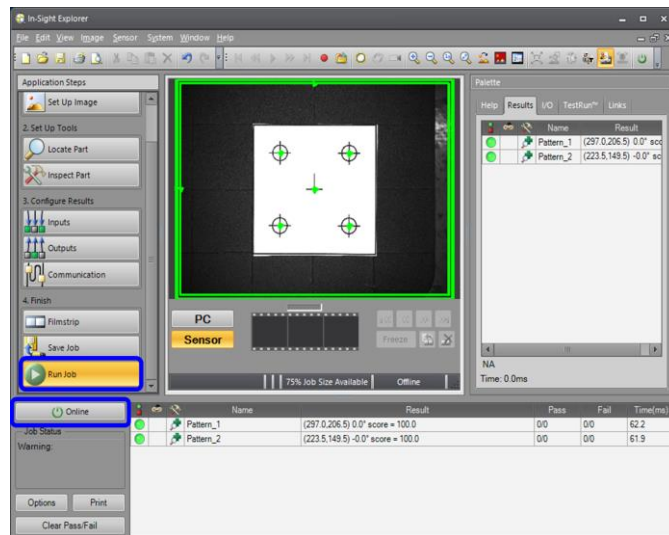 In-Sight Explorer
File Edit View Image Sensor System Window Help
Application Steps
Set Up Image
2. Set Up Tools
Locate Part
Inspect Part
3. Configure Results
Inputs
Outputs
Communication
4. Finish
Filmstrip
Save Job
Run Job
PC
Sensor
Freeze
75% Job Size Available
Offline
Palette
Help Results I/O TestRun™ Links
Name Result
Pattern_1 (297.0,206.5) 0.0° sco
Pattern_2 (223.5,149.5) -0.0° sc
NA
Time: 0.0ms
Online
Job Status
Warning:
Options Print
Clear Pass/Fail
Name Result Pass Fail Time(ms)
Pattern_1 (297.0,206.5) 0.0° score = 100.0 0/0 0/0 62.2
Pattern_2 (223.5,149.5) -0.0° score = 100.0 0/0 0/0 61.9